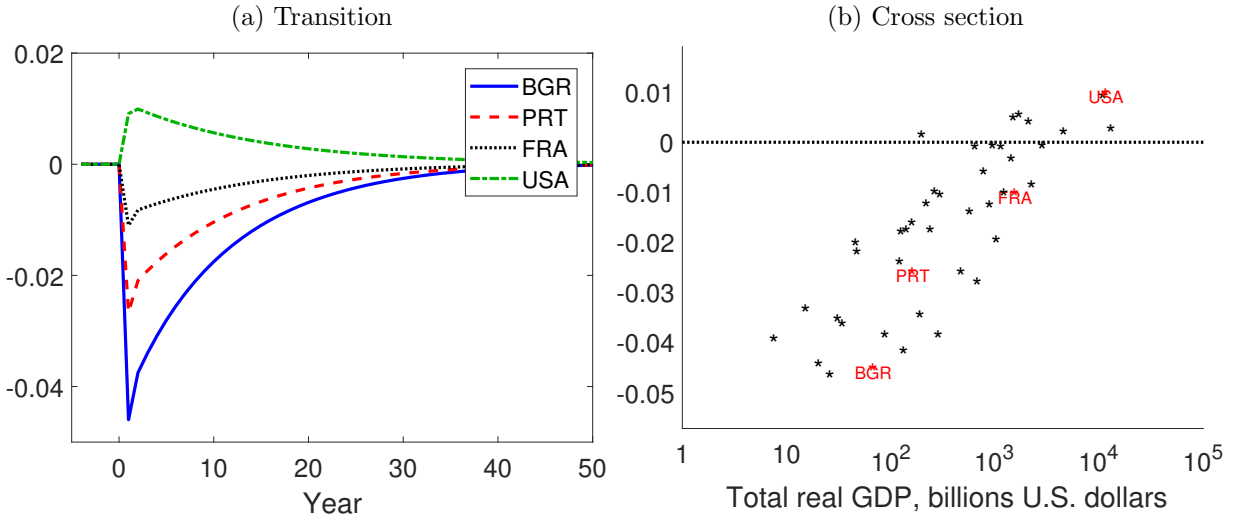 (a) Transition
0.02
0.01
0
-0.02
-0.04
0
10
20
30
40
50
Year
BGR
PRT
FRA
USA
(b) Cross section
0.01
0
-0.01
-0.02
-0.03
-0.04
-0.05
USA
FRA
PRT
BGR
1
10
10^2
10^3
10^4
10^5
Total real GDP, billions U.S. dollars